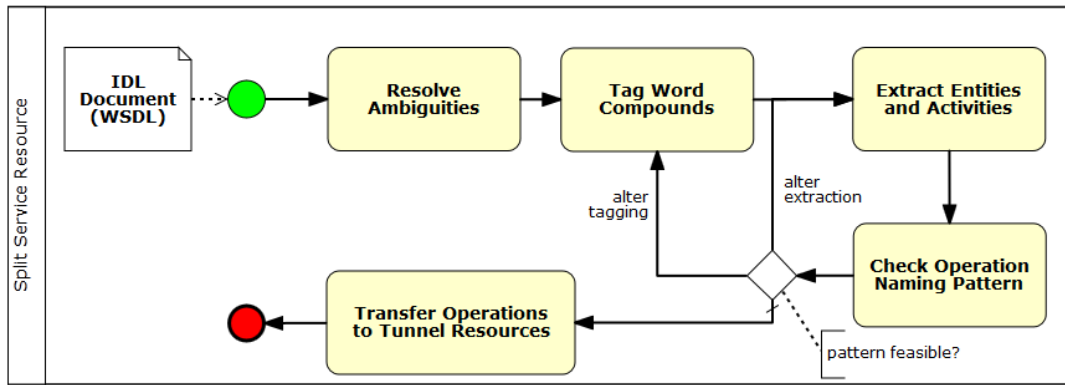 Split Service Resource
IDL
Document
(WSDL)
Resolve
Ambiguities
Tag Word
Compounds
Extract Entities
and Activities
alter
tagging
alter
extraction
Check Operation
Naming Pattern
Transfer Operations
to Tunnel Resources
pattern feasible?